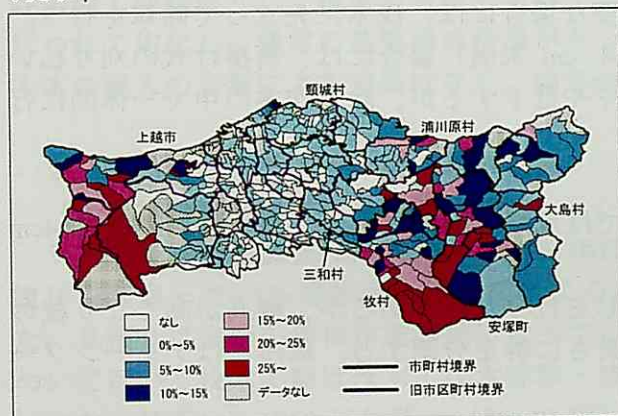 頸城村
上越市
浦川原村
大島村
三和村
牧村
安塚町
なし
0%～5%
5%～10%
10%～15%
15%～20%
20%～25%
25%～
データなし
市町村境界
旧市区町村境界